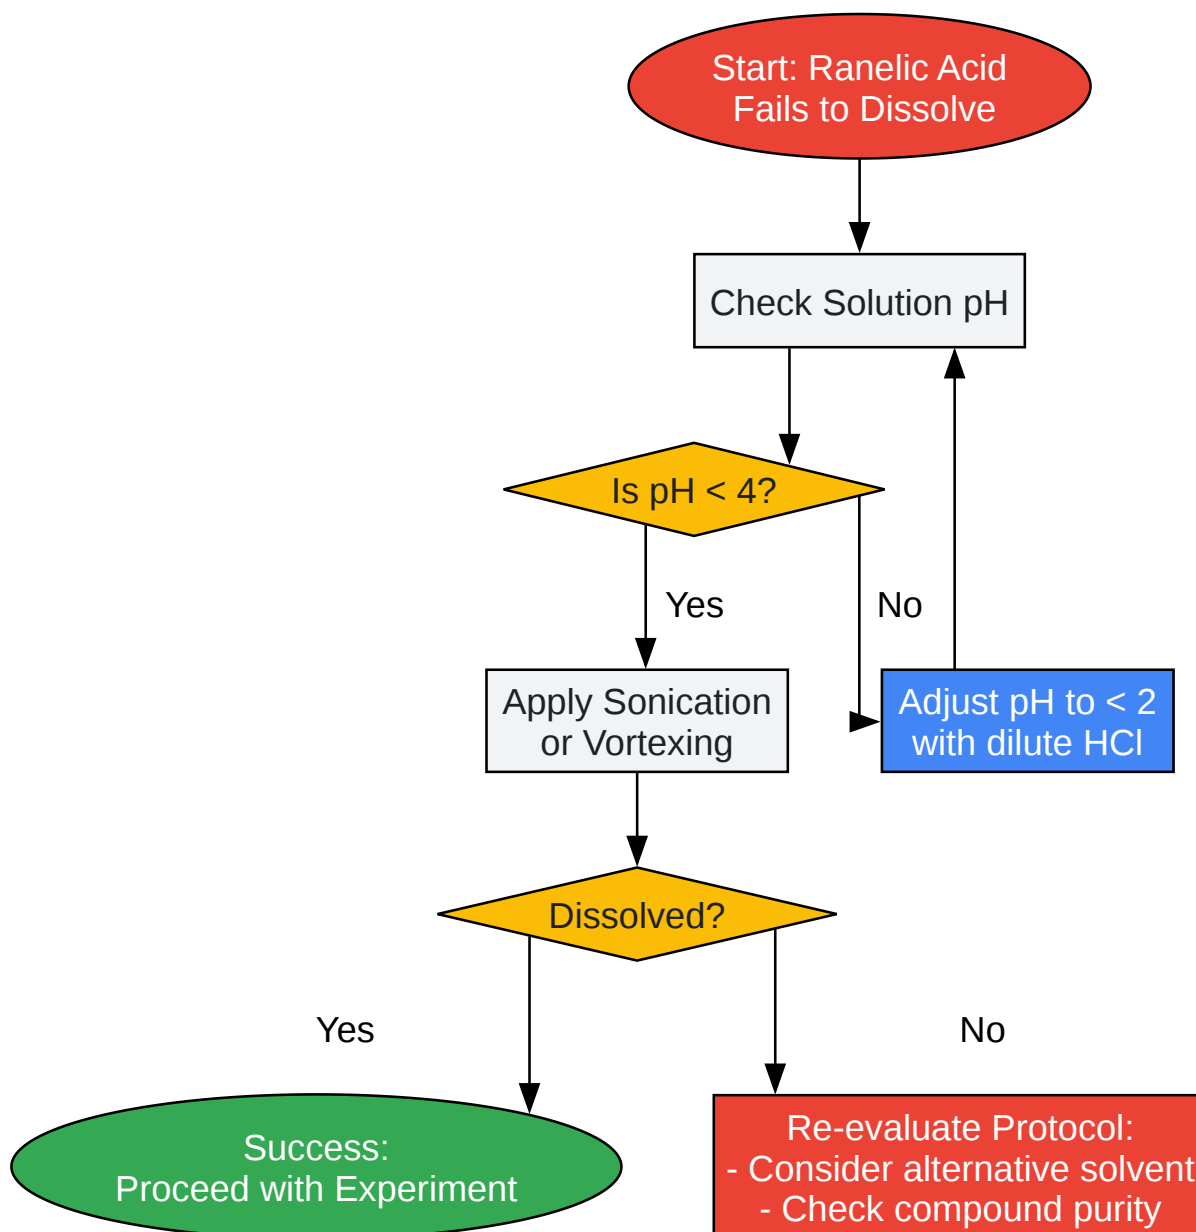 Start: Ranelic Acid
Fails to Dissolve
Check Solution pH
Is pH < 4?
Yes
No
Apply Sonication
or Vortexing
Adjust pH to < 2
with dilute HCl
Dissolved?
Yes
No
Success:
Proceed with Experiment
Re-evaluate Protocol:
- Consider alternative solvent
- Check compound purity